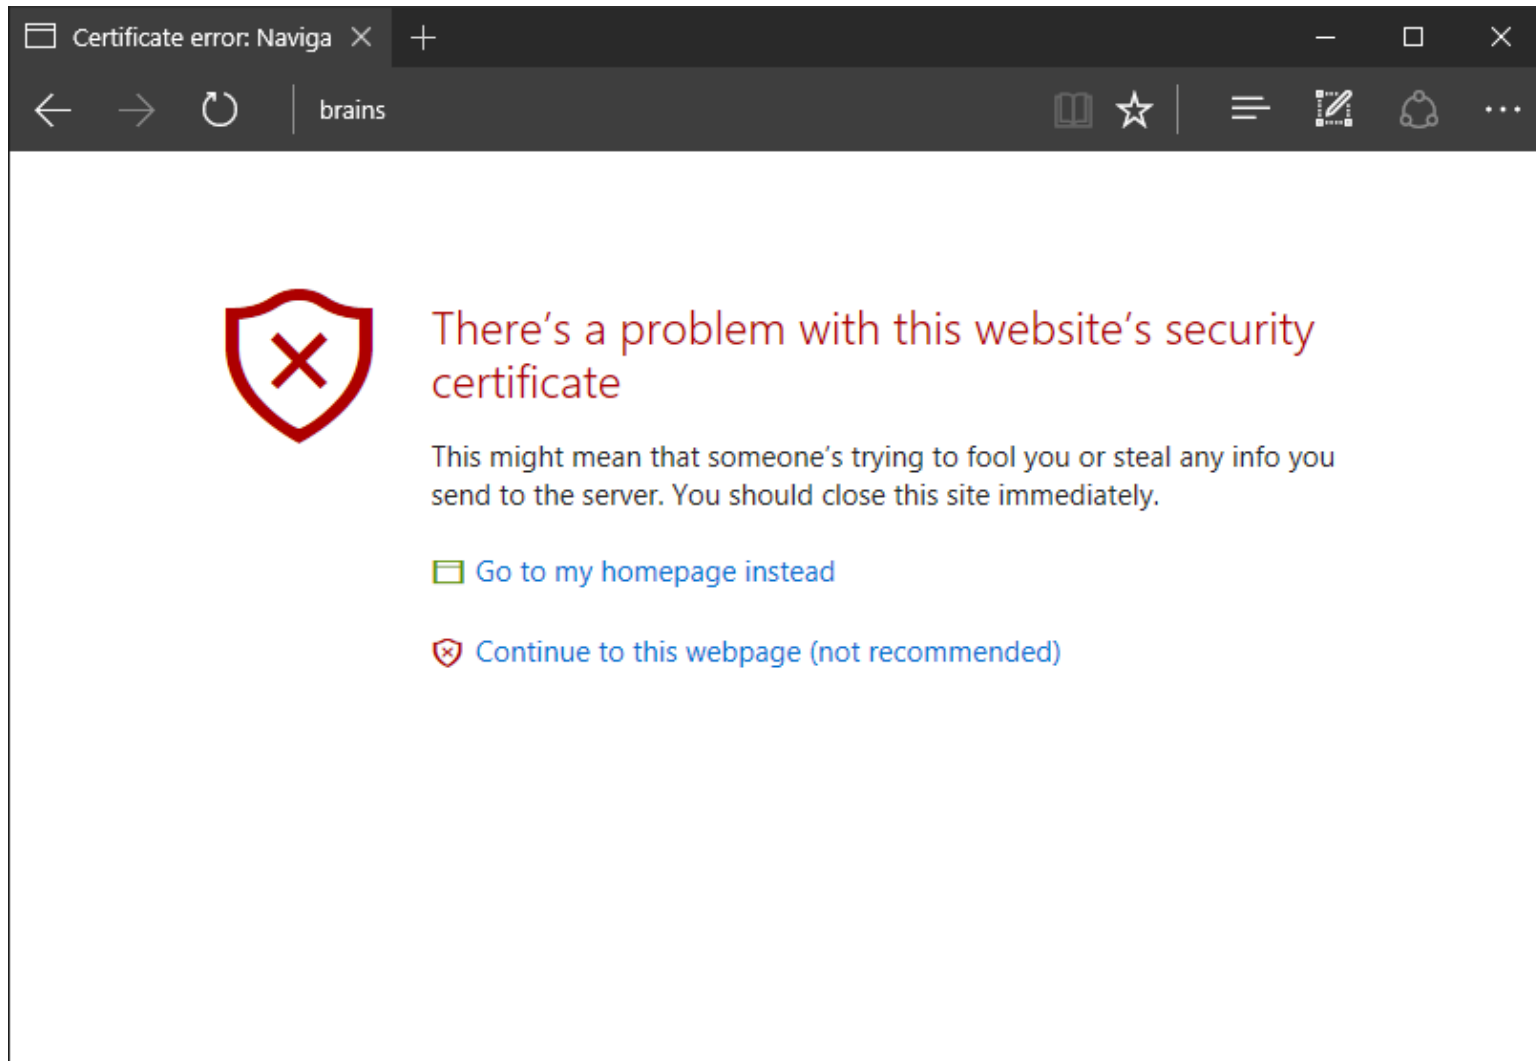 Certificate error: Naviga
brains
There's a problem with this website's security
certificate
This might mean that someone's trying to fool you or steal any info you
send to the server. You should close this site immediately.
Go to my homepage instead
Continue to this webpage (not recommended)